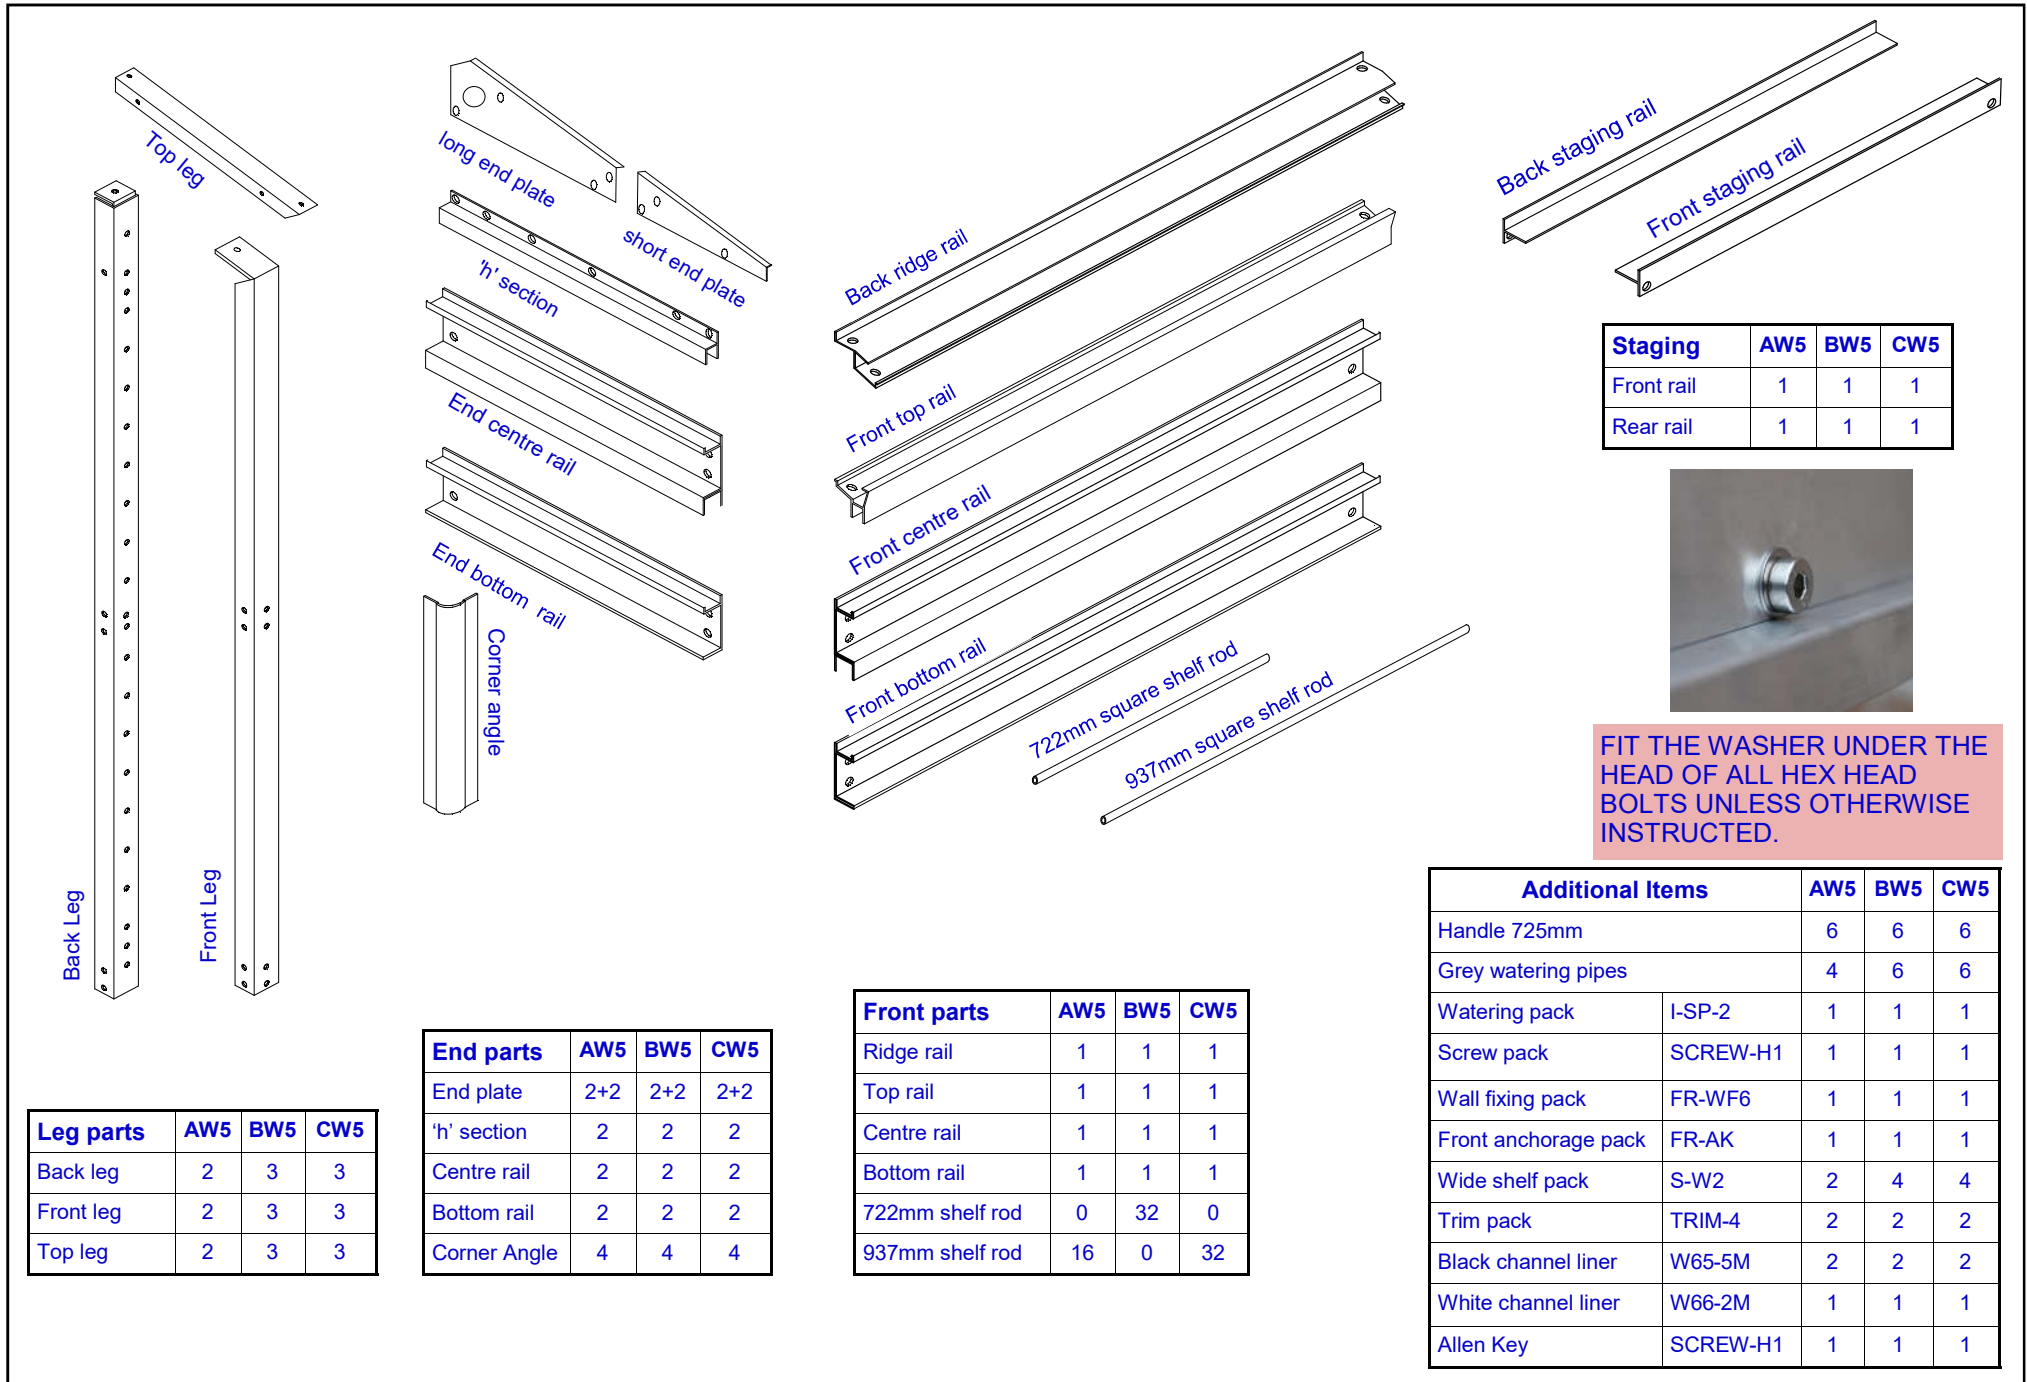 Top leg
Back Leg
Front Leg
long end plate
short end plate
'h' section
End centre rail
End bottom rail
Corner angle
Back ridge rail
Front top rail
Front centre rail
Front bottom rail
722mm square shelf rod
937mm square shelf rod
Back staging rail
Front staging rail
Staging AW5 BW5 CW5
Front rail 1 1 1
Rear rail 1 1 1
FIT THE WASHER UNDER THE
HEAD OF ALL HEX HEAD
BOLTS UNLESS OTHERWISE
INSTRUCTED.
Leg parts AW5 BW5 CW5
Back leg 2 3 3
Front leg 2 3 3
Top leg 2 3 3
End parts AW5 BW5 CW5
End plate 2+2 2+2 2+2
‘h’ section 2 2 2
Centre rail 2 2 2
Bottom rail 2 2 2
Corner Angle 4 4 4
Front parts AW5 BW5 CW5
Ridge rail 1 1 1
Top rail 1 1 1
Centre rail 1 1 1
Bottom rail 1 1 1
722mm shelf rod 0 32 0
937mm shelf rod 16 0 32
Additional Items AW5 BW5 CW5
Handle 725mm 6 6 6
Grey watering pipes 4 6 6
Watering pack I-SP-2 1 1 1
Screw pack SCREW-H1 1 1 1
Wall fixing pack FR-WF6 1 1 1
Front anchorage pack FR-AK 1 1 1
Wide shelf pack S-W2 2 4 4
Trim pack TRIM-4 2 2 2
Black channel liner W65-5M 2 2 2
White channel liner W66-2M 1 1 1
Allen Key SCREW-H1 1 1 1